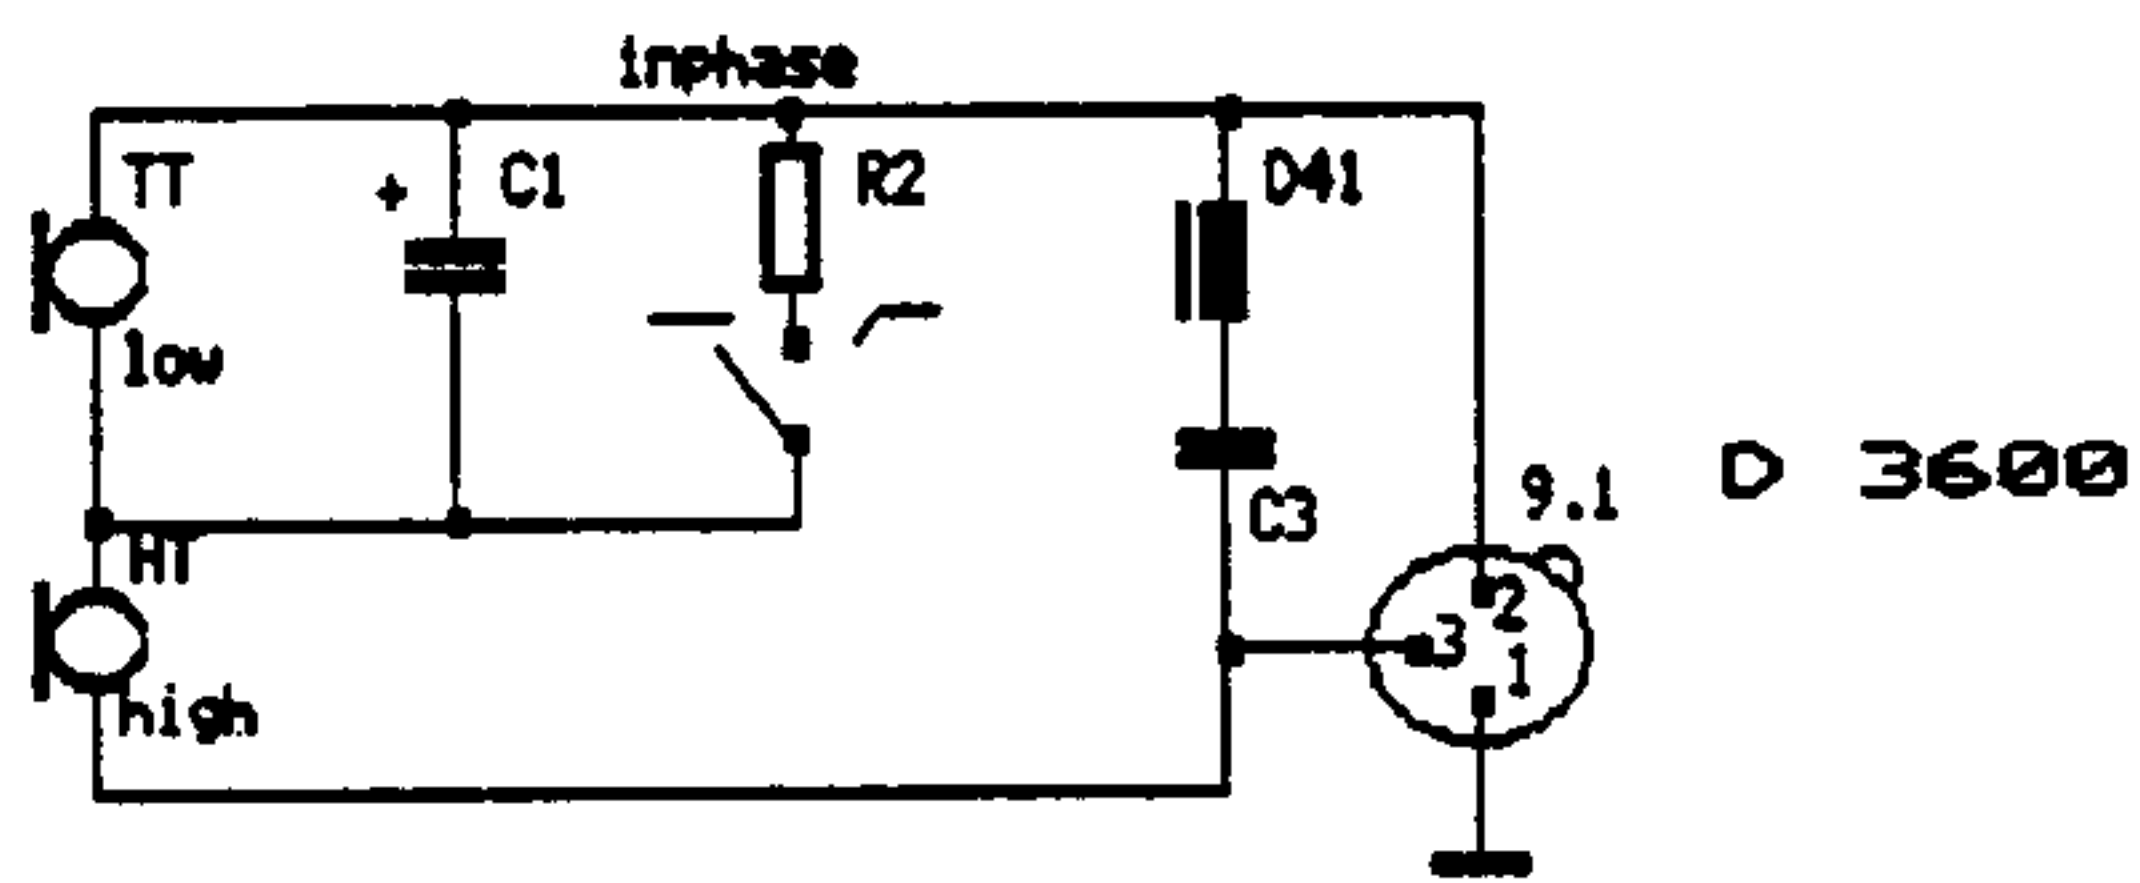 inphase
TT
+
C1
R2
D41
low
9.1
D 3600
C3
HT
2
3
1
high